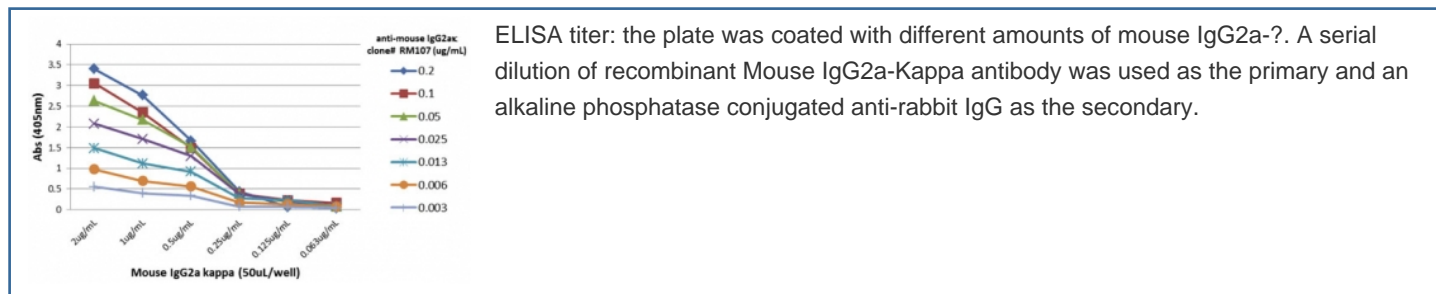 anti-mouse IgG2aκ
clone# RM107 (ug/mL)
4
3.5
3
2.5
2
1.5
1
0.5
0
Abs (405nm)
0.2
0.1
0.05
0.025
0.013
0.006
0.003
2ug/mL
1ug/mL
0.5ug/mL
0.25ug/mL
0.125ug/mL
0.063ug/mL
Mouse IgG2a kappa (50uL/well)
ELISA titer: the plate was coated with different amounts of mouse IgG2a-?. A serial
dilution of recombinant Mouse IgG2a-Kappa antibody was used as the primary and an
alkaline phosphatase conjugated anti-rabbit IgG as the secondary.